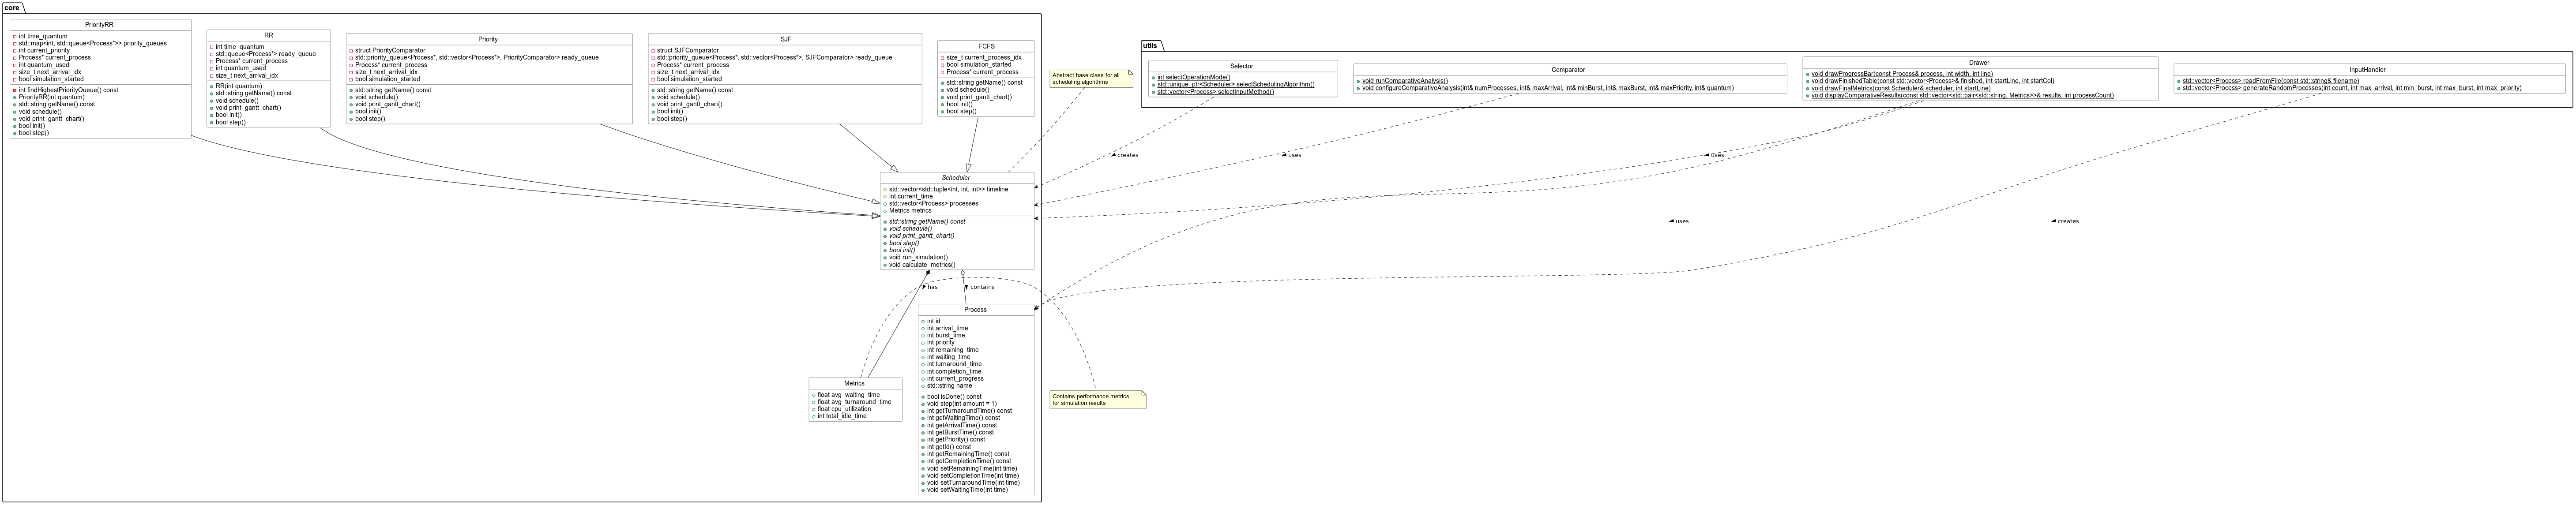 core
PriorityRR
int time_quantum
std::map<int, std::queue<Process*>> priority_queues
int current_priority
Process* current_process
int quantum_used
size_t next_arrival_idx
bool simulation_started
int findHighestPriorityQueue() const
PriorityRR(int quantum)
std::string getName() const
void schedule()
void print_gantt_chart()
bool init()
bool step()
RR
int time_quantum
std::queue<Process*> ready_queue
Process* current_process
int quantum_used
size_t next_arrival_idx
RR(int quantum)
std::string getName() const
void schedule()
void print_gantt_chart()
bool init()
bool step()
Priority
struct PriorityComparator
std::priority_queue<Process*, std::vector<Process*>, PriorityComparator> ready_queue
Process* current_process
size_t next_arrival_idx
bool simulation_started
std::string getName() const
void schedule()
void print_gantt_chart()
bool init()
bool step()
SJF
struct SJFComparator
std::priority_queue<Process*, std::vector<Process*>, SJFComparator> ready_queue
Process* current_process
size_t next_arrival_idx
bool simulation_started
std::string getName() const
void schedule()
void print_gantt_chart()
bool init()
bool step()
FCFS
size_t current_process_idx
bool simulation_started
Process* current_process
std::string getName() const
void schedule()
void print_gantt_chart()
bool init()
bool step()
Abstract base class for all
scheduling algorithms
utils
Selector
int selectOperationMode()
std::unique_ptr<Scheduler> selectSchedulingAlgorithm()
std::vector<Process> selectInputMethod()
Comparator
void runComparativeAnalysis()
void configureComparativeAnalysis(int& numProcesses, int& maxArrival, int& minBurst, int& maxBurst, int& maxPriority, int& quantum)
Drawer
void drawProgressBar(const Process& process, int width, int line)
void drawFinishedTable(const std::vector<Process>& finished, int startLine, int startCol)
void drawFinalMetrics(const Scheduler& scheduler, int startLine)
void displayComparativeResults(const std::vector<std::pair<std::string, Metrics>>& results, int processCount)
InputHandler
std::vector<Process> readFromFile(const std::string& filename)
std::vector<Process> generateRandomProcesses(int count, int max_arrival, int min_burst, int max_burst, int max_priority)
creates
uses
uses
Scheduler
std::vector<std::tuple<int, int, int>> timeline
int current_time
std::vector<Process> processes
Metrics metrics
std::string getName() const
void schedule()
void print_gantt_chart()
bool step()
bool init()
void run_simulation()
void calculate_metrics()
uses
creates
has
contains
Process
int id
int arrival_time
int burst_time
int priority
int remaining_time
int waiting_time
int turnaround_time
int completion_time
int current_progress
std::string name
bool isDone() const
void step(int amount = 1)
int getTurnaroundTime() const
int getWaitingTime() const
int getArrivalTime() const
int getBurstTime() const
int getPriority() const
int getId() const
int getRemainingTime() const
int getCompletionTime() const
void setRemainingTime(int time)
void setCompletionTime(int time)
void setTurnaroundTime(int time)
void setWaitingTime(int time)
Metrics
float avg_waiting_time
float avg_turnaround_time
float cpu_utilization
int total_idle_time
Contains performance metrics
for simulation results